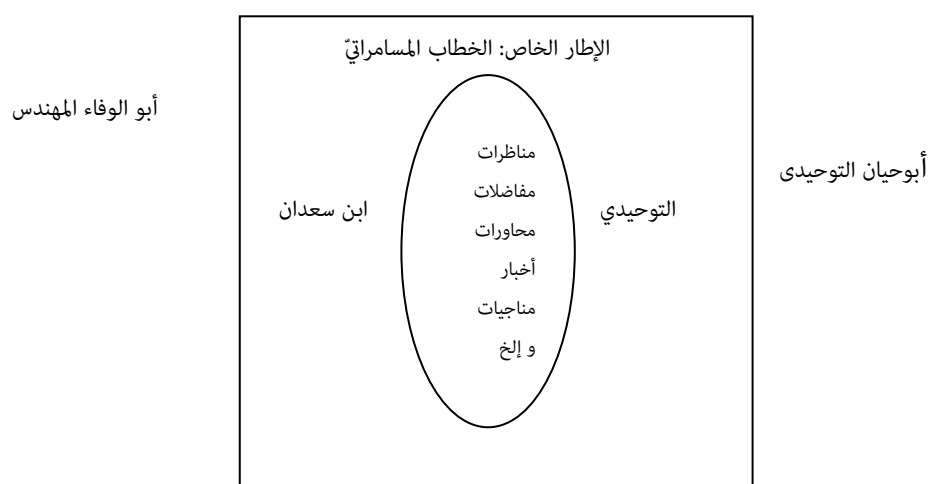 الإطار الخاص: الخطاب المسامراتيّ
أبو الوفاء المهندس
أبوحيان التوحيدى
مناظرات
مفاضلات
التوحيدي
ابن سعدان
محاورات
أخبار
مناجيات
و إلخ